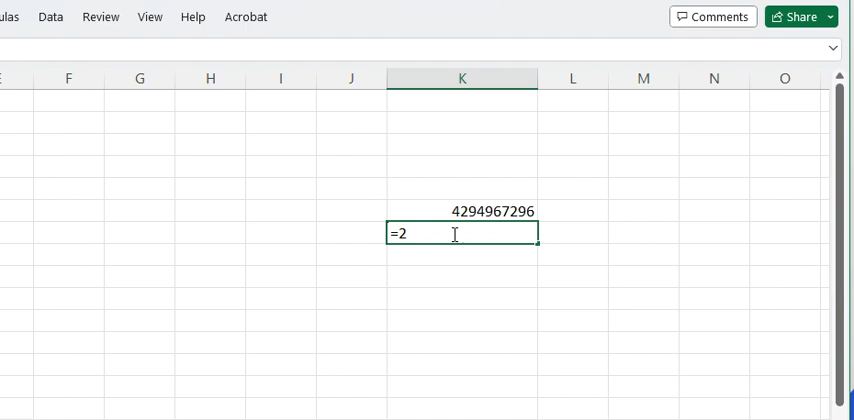 ulas Data Review View Help Acrobat Comments Share
F G H I J K L M N O
4294967296
=2